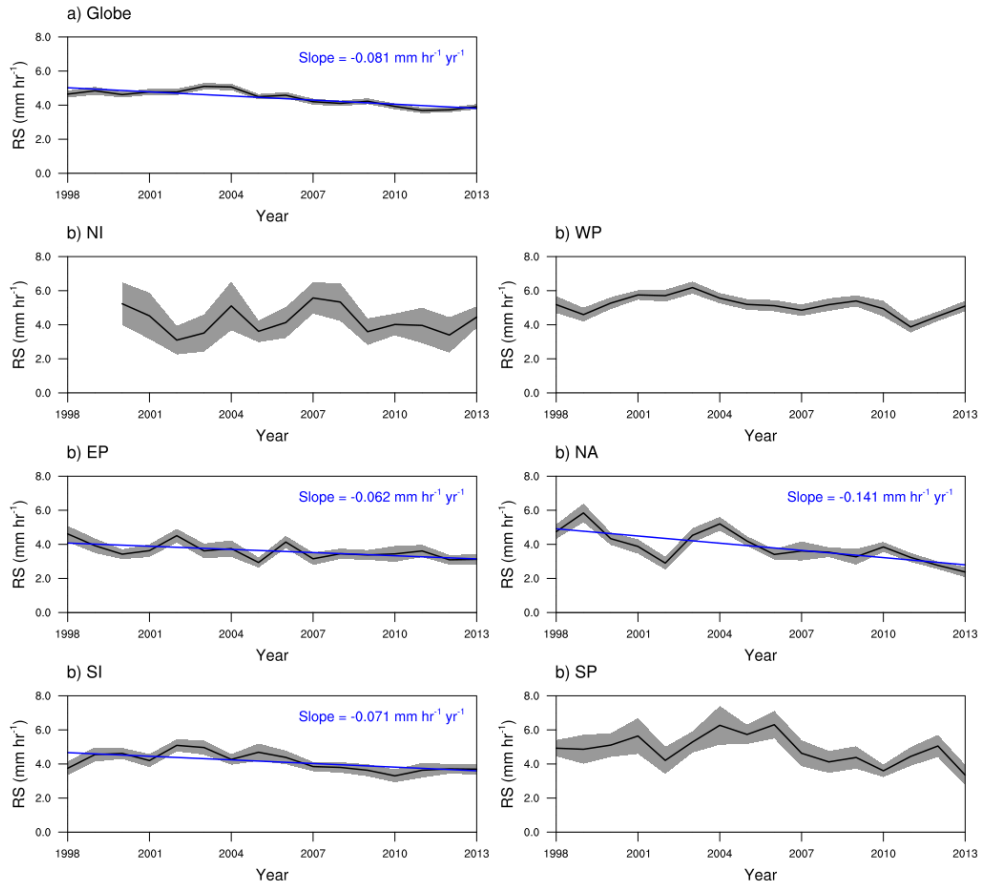 a) Globe
8.0
6.0
4.0
2.0
0.0
RS (mm hr⁻¹)
Slope = -0.081 mm hr⁻¹ yr⁻¹
1998 2001 2004 2007 2010 2013
Year
b) NI
8.0
6.0
4.0
2.0
0.0
RS (mm hr⁻¹)
1998 2001 2004 2007 2010 2013
Year
b) WP
8.0
6.0
4.0
2.0
0.0
RS (mm hr⁻¹)
1998 2001 2004 2007 2010 2013
Year
b) EP
8.0
6.0
4.0
2.0
0.0
RS (mm hr⁻¹)
Slope = -0.062 mm hr⁻¹ yr⁻¹
1998 2001 2004 2007 2010 2013
Year
b) NA
8.0
6.0
4.0
2.0
0.0
RS (mm hr⁻¹)
Slope = -0.141 mm hr⁻¹ yr⁻¹
1998 2001 2004 2007 2010 2013
Year
b) SI
8.0
6.0
4.0
2.0
0.0
RS (mm hr⁻¹)
Slope = -0.071 mm hr⁻¹ yr⁻¹
1998 2001 2004 2007 2010 2013
Year
b) SP
8.0
6.0
4.0
2.0
0.0
RS (mm hr⁻¹)
1998 2001 2004 2007 2010 2013
Year